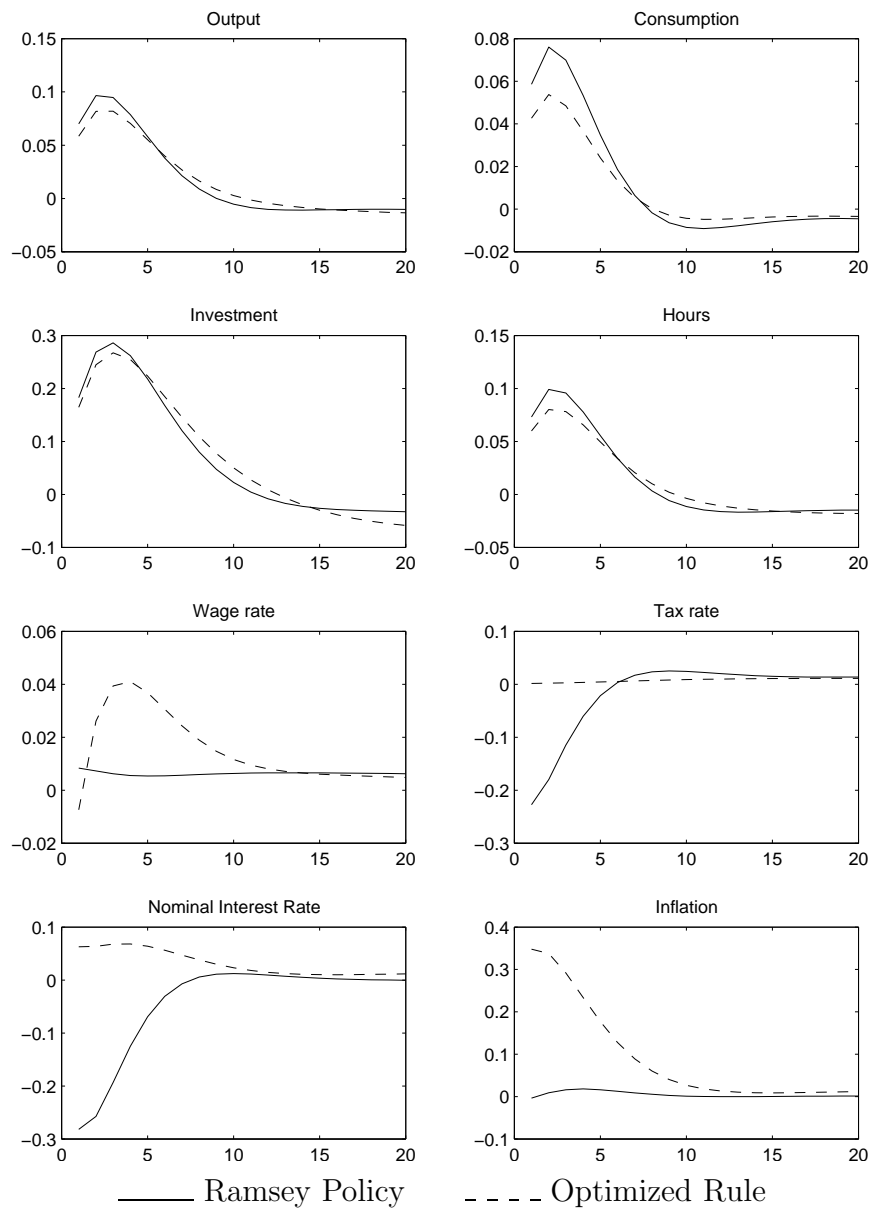 Output
0.15
0.1
0.05
0
−0.05
0 5 10 15 20
Consumption
0.08
0.06
0.04
0.02
0
−0.02
0 5 10 15 20
Investment
0.3
0.2
0.1
0
−0.1
0 5 10 15 20
Hours
0.15
0.1
0.05
0
−0.05
0 5 10 15 20
Wage rate
0.06
0.04
0.02
0
−0.02
0 5 10 15 20
Tax rate
0.1
0
−0.1
−0.2
−0.3
0 5 10 15 20
Nominal Interest Rate
0.1
0
−0.1
−0.2
−0.3
0 5 10 15 20
Inflation
0.4
0.3
0.2
0.1
0
−0.1
0 5 10 15 20
Ramsey Policy Optimized Rule